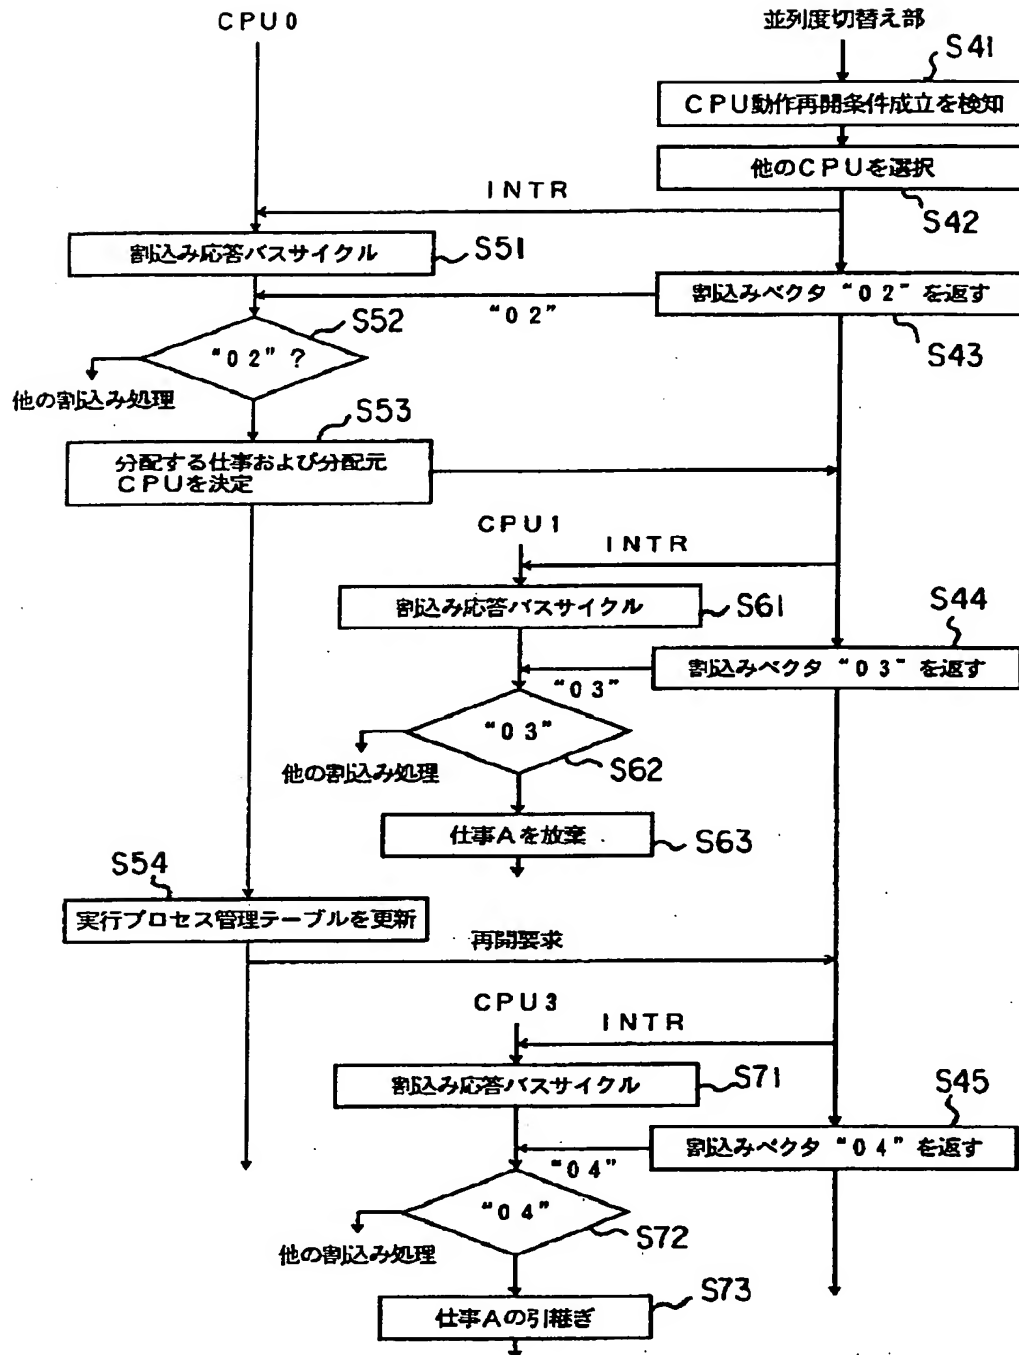 CPU0
並列度切替え部
S41
CPU動作再開条件成立を検知
他のCPUを選択
INTR
S42
割込み応答バスサイクル
S51
割込みベクタ“02”を返す
“02”
S52
S43
“02”?
他の割込み処理
S53
分配する仕事および分配元
CPUを決定
CPU1
INTR
割込み応答バスサイクル
S61
S44
割込みベクタ“03”を返す
“03”
“03”
S62
他の割込み処理
仕事Aを放棄
S63
S54
実行プロセス管理テーブルを更新
再開要求
CPU3
INTR
割込み応答バスサイクル
S71
S45
割込みベクタ“04”を返す
“04”
“04”
S72
他の割込み処理
S73
仕事Aの引継ぎ